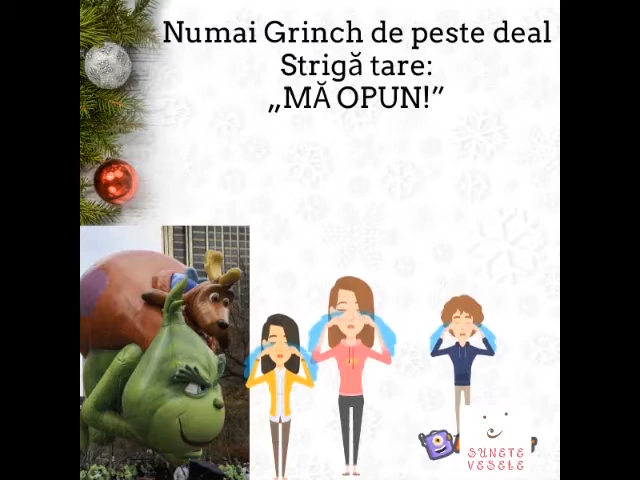 Numai Grinch de peste deal
Strigă tare:
„MĂ OPUN!”
SUNETE
VESELE